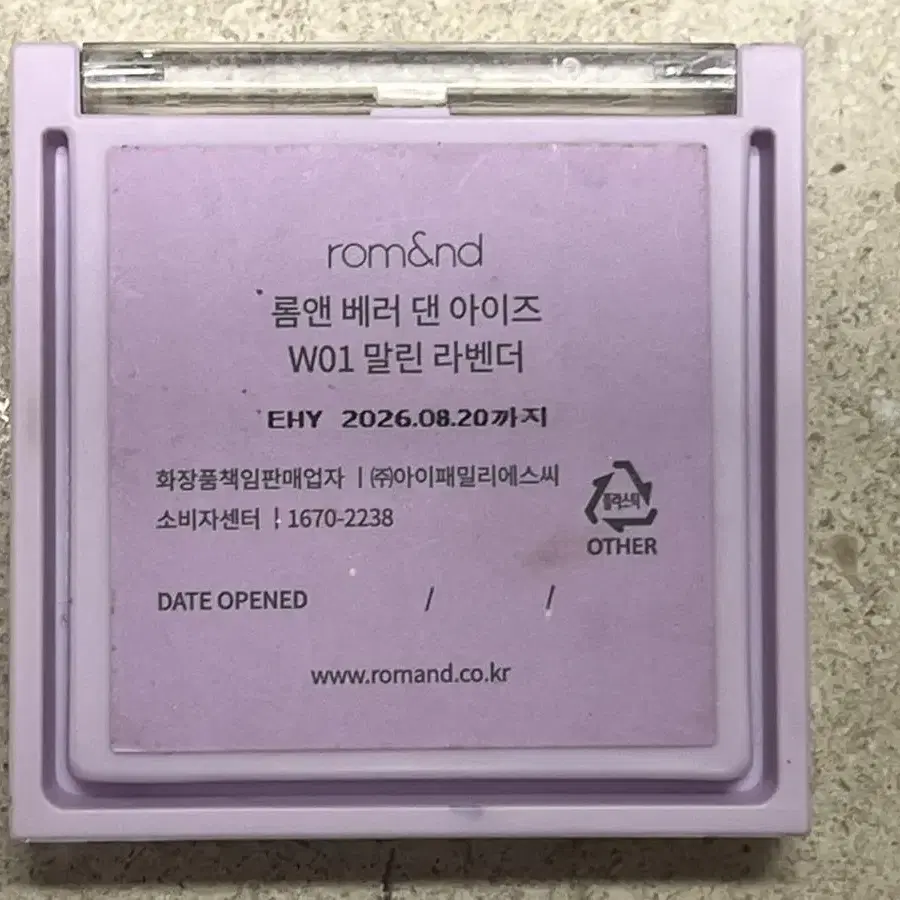 rom&nd
롬앤 베러 댄 아이즈
W01 말린 라벤더
EHY 2026.08.20까지
화장품책임판매업자 | ㈜아이패밀리에스씨
소비자센터 | 1670-2238
플라스틱
OTHER
DATE OPENED / /
www.romand.co.kr